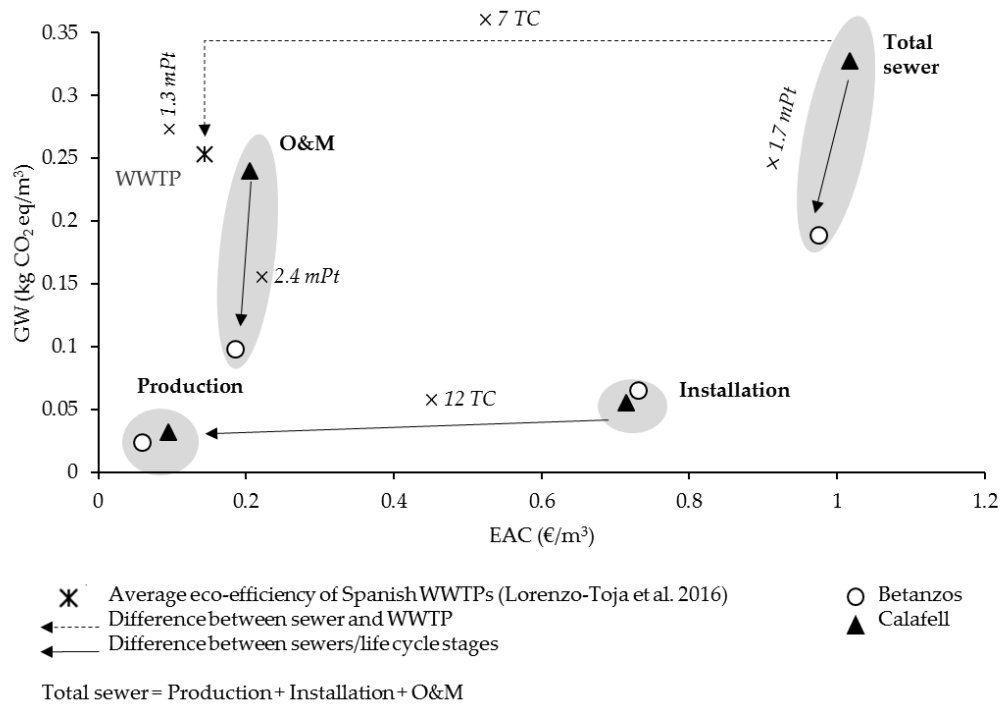 × 7 TC
0.35
Total
sewer
× 1.3 mPt
0.3
× 1.7 mPt
O&M
0.25
WWTP
GW (kg CO₂ eq/m³)
0.2
× 2.4 mPt
0.15
0.1
Production
Installation
× 12 TC
0.05
0
0 0.2 0.4 0.6 0.8 1 1.2
EAC (€/m³)
Average eco-efficiency of Spanish WWTPs (Lorenzo-Toja et al. 2016)
Betanzos
Difference between sewer and WWTP
Calafell
Difference between sewers/life cycle stages
Total sewer = Production + Installation + O&M